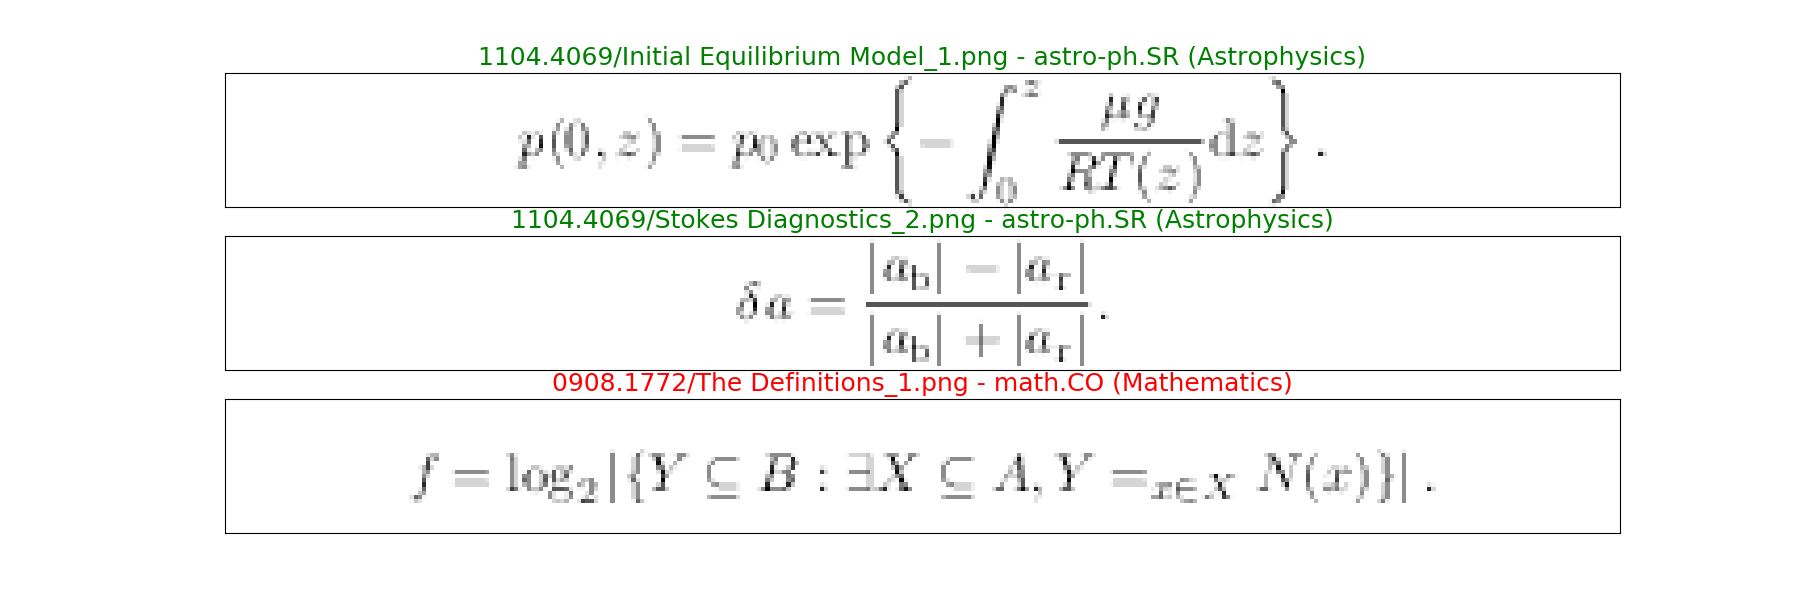 1104.4069/Initial Equilibrium Model_1.png - astro-ph.SR (Astrophysics)
p(0, z) = p_0 exp { - ∫_0^z \frac{μg}{RT(z)} dz } .
1104.4069/Stokes Diagnostics_2.png - astro-ph.SR (Astrophysics)
δa = \frac{|a_b| - |a_r|}{|a_b| + |a_r|} .
0908.1772/The Definitions_1.png - math.CO (Mathematics)
f = log_2 |{Y ⊆ B : ∃X ⊆ A, Y =_{x∈X} N(x)}| .